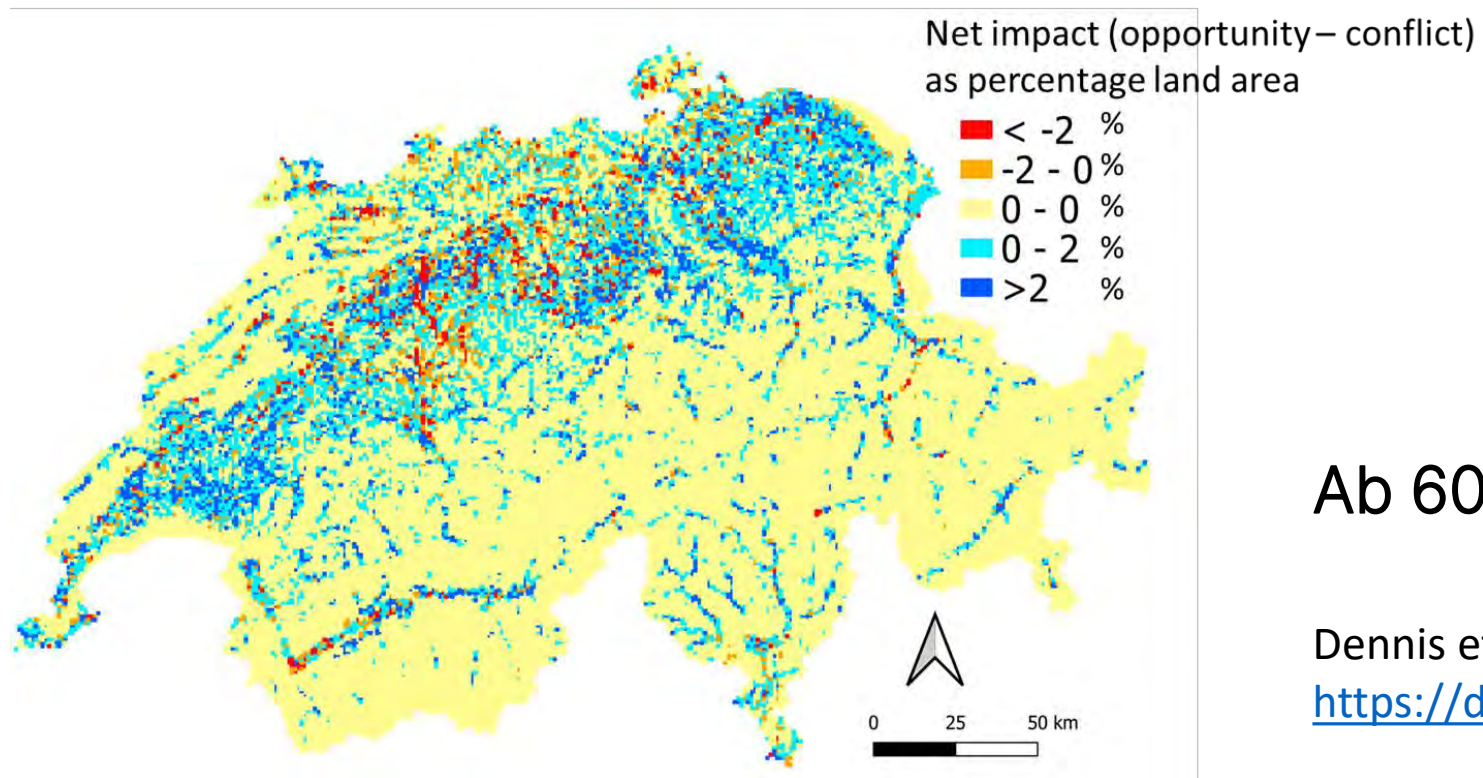 Net impact (opportunity – conflict)
as percentage land area
< -2 %
-2 - 0 %
0 - 0 %
0 - 2 %
>2 %
Ab 60
Dennis et
https://d
0 25 50 km